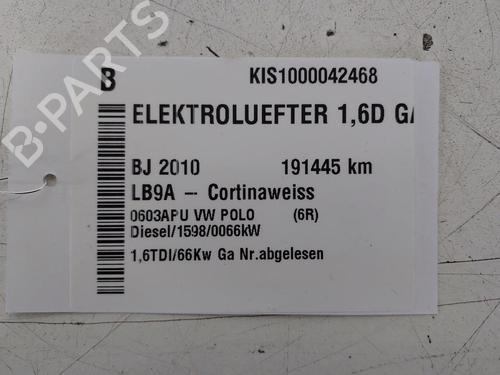 B KIS1000042468
ELEKTROLUEFTER 1,6D GA
BJ 2010 191445 km
LB9A - Cortinaweiss
0603APU VW POLO (6R)
Diesel/1598/0066kW
1,6TDI/66Kw Ga Nr.abgelesen